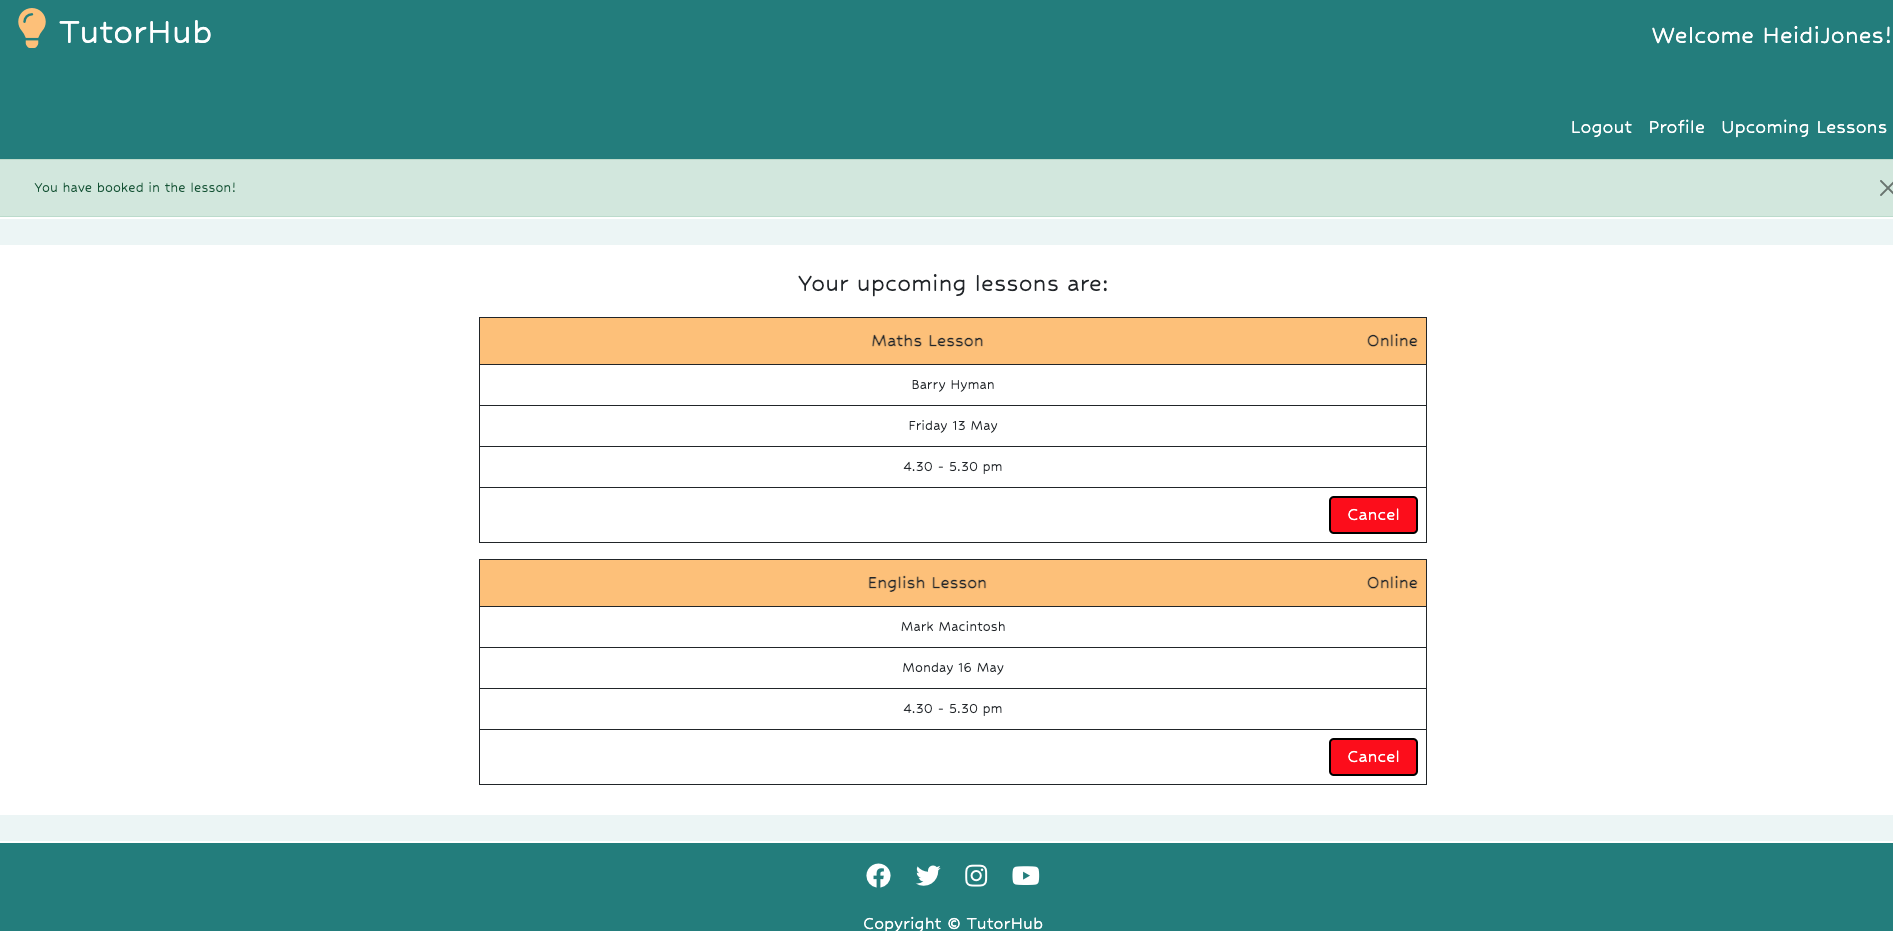 TutorHub
Welcome HeidiJones!
Logout Profile Upcoming Lessons
You have booked in the lesson!
Your upcoming lessons are:
Maths Lesson Online
Barry Hyman
Friday 13 May
4.30 - 5.30 pm
Cancel
English Lesson Online
Mark Macintosh
Monday 16 May
4.30 - 5.30 pm
Cancel
Copyright © TutorHub